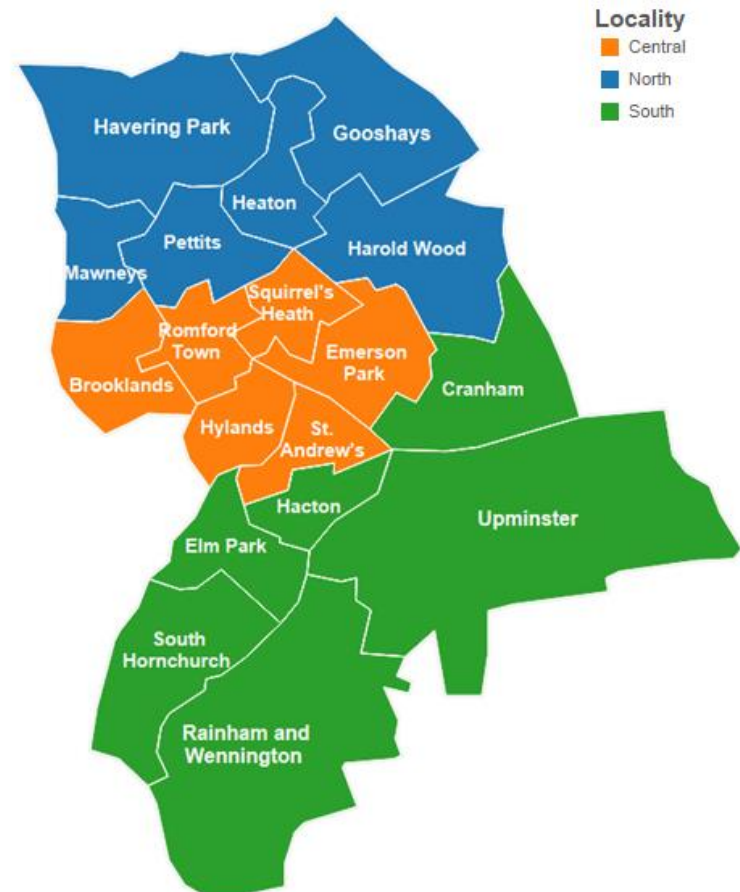 Locality
Central
North
South
Havering Park
Gooshays
Heaton
Pettits
Harold Wood
Mawneys
Squirrel's
Heath
Romford
Town
Emerson
Park
Brooklands
Cranham
Hylands
St.
Andrew's
Hacton
Upminster
Elm Park
South
Hornchurch
Rainham and
Wennington